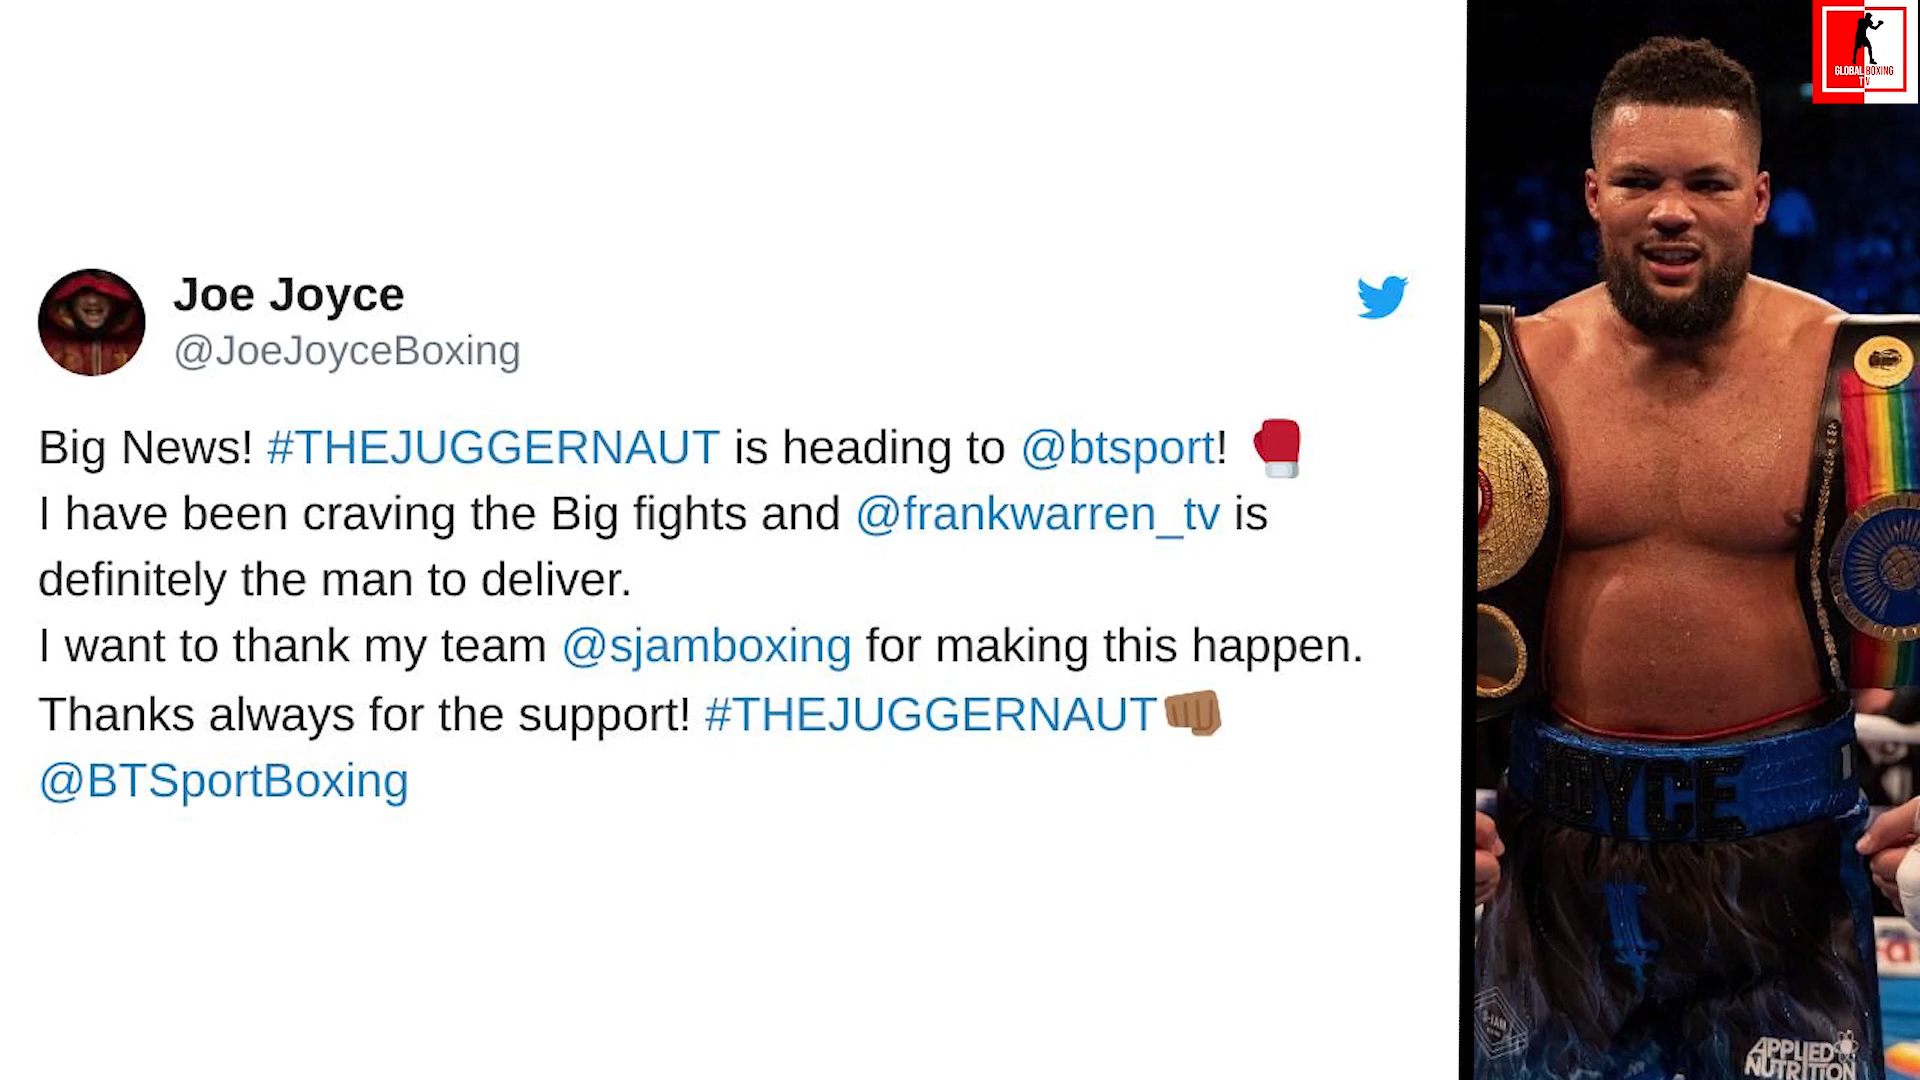 GLOBAL BOXING
TV
Joe Joyce
@JoeJoyceBoxing
Big News! #THEJUGGERNAUT is heading to @btsport! 🥊
I have been craving the Big fights and @frankwarren_tv is
definitely the man to deliver.
I want to thank my team @sjamboxing for making this happen.
Thanks always for the support! #THEJUGGERNAUT👊🏾
@BTSportBoxing
JOYCE
APPLIED
NUTRITION